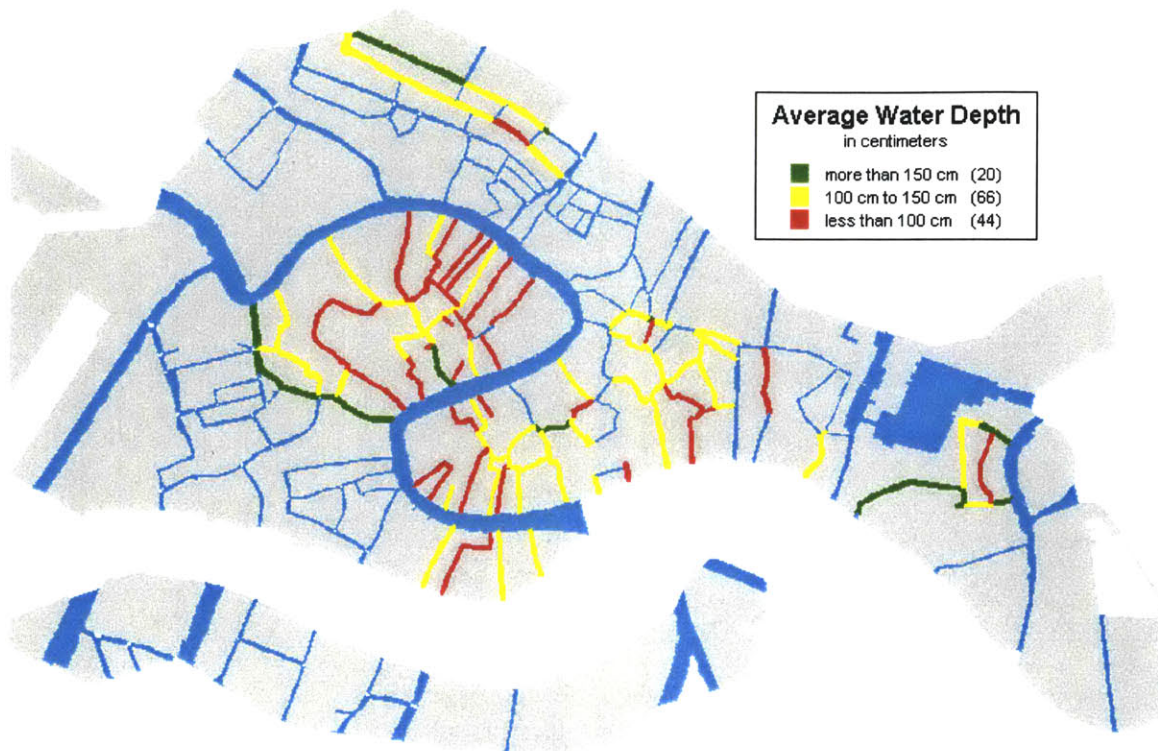 Average Water Depth
in centimeters
more than 150 cm (20)
100 cm to 150 cm (66)
less than 100 cm (44)